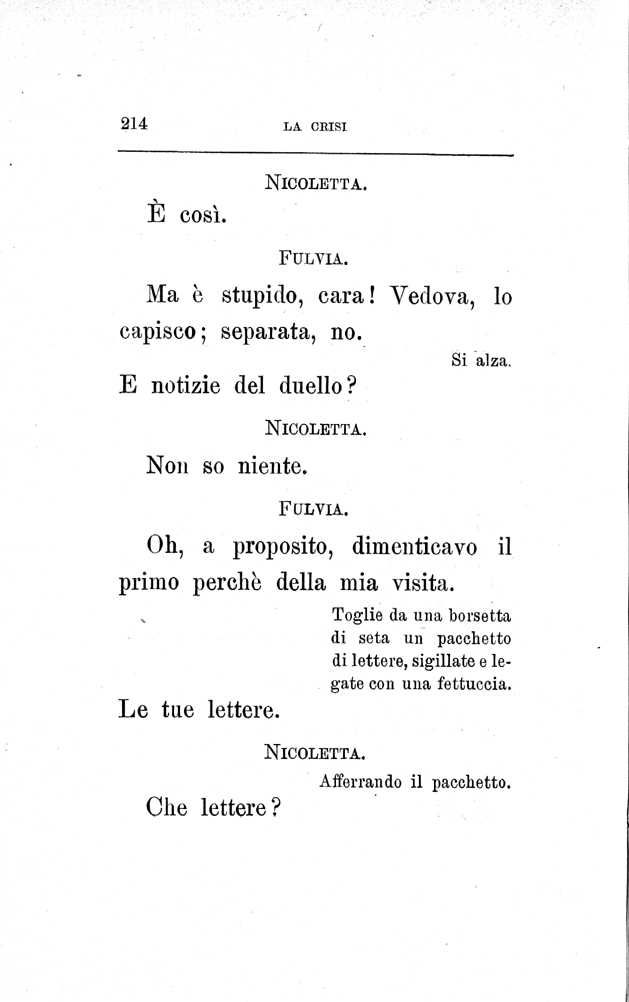 214 LA CRISI
NICOLETTA.
È così.
FULVIA.
Ma è stupido, cara! Vedova, lo
capisco; separata, no.
Si alza.
E notizie del duello?
NICOLETTA.
Non so niente.
FULVIA.
Oh, a proposito, dimenticavo il
primo perchè della mia visita.
Toglie da una borsetta
di seta un pacchetto
di lettere, sigillate e le-
gate con una fettuccia.
Le tue lettere.
NICOLETTA.
Afferrando il pacchetto.
Che lettere?